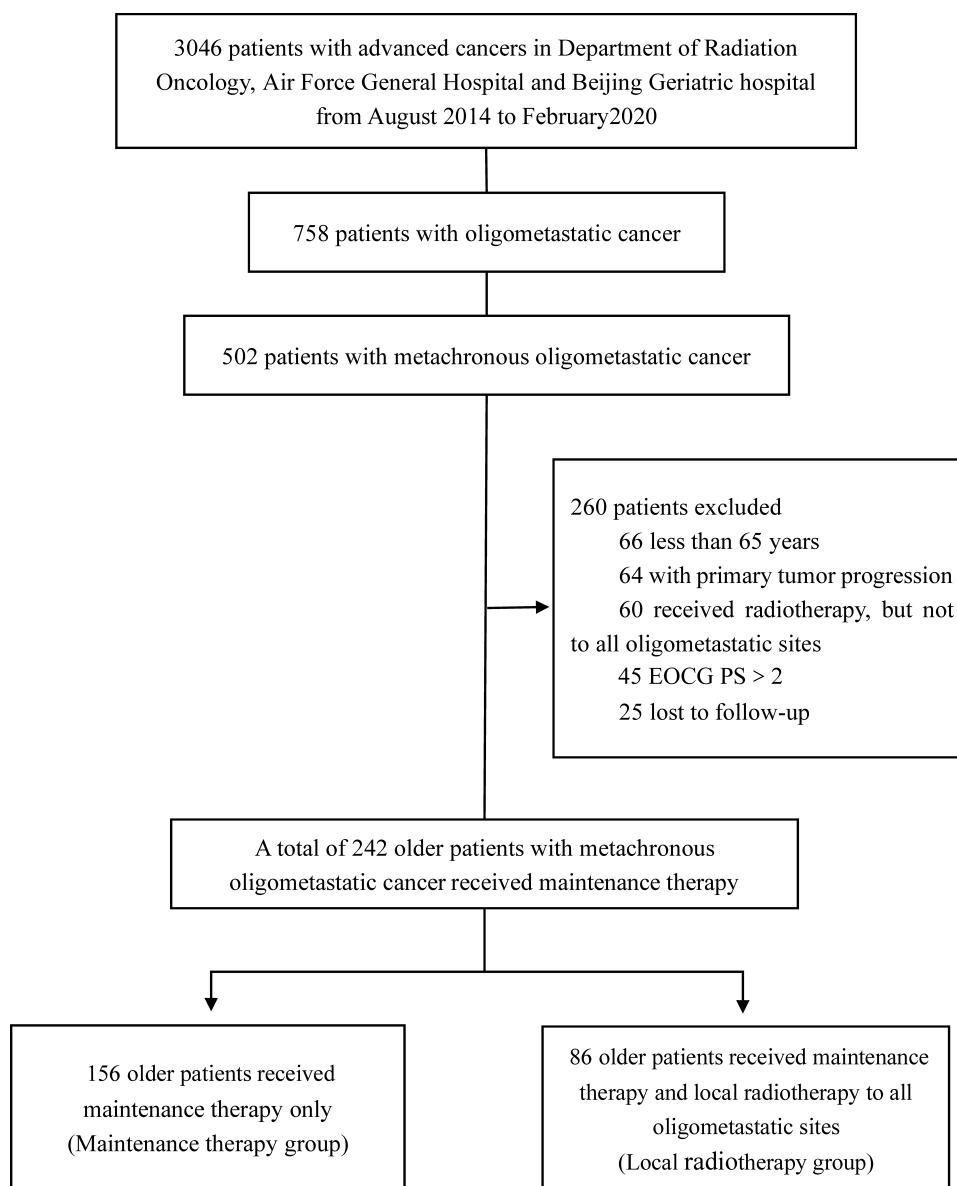 3046 patients with advanced cancers in Department of Radiation
Oncology, Air Force General Hospital and Beijing Geriatric hospital
from August 2014 to February2020
758 patients with oligometastatic cancer
502 patients with metachronous oligometastatic cancer
260 patients excluded
66 less than 65 years
64 with primary tumor progression
60 received radiotherapy, but not
to all oligometastatic sites
45 EOCG PS > 2
25 lost to follow-up
A total of 242 older patients with metachronous
oligometastatic cancer received maintenance therapy
156 older patients received
maintenance therapy only
(Maintenance therapy group)
86 older patients received maintenance
therapy and local radiotherapy to all
oligometastatic sites
(Local radiotherapy group)